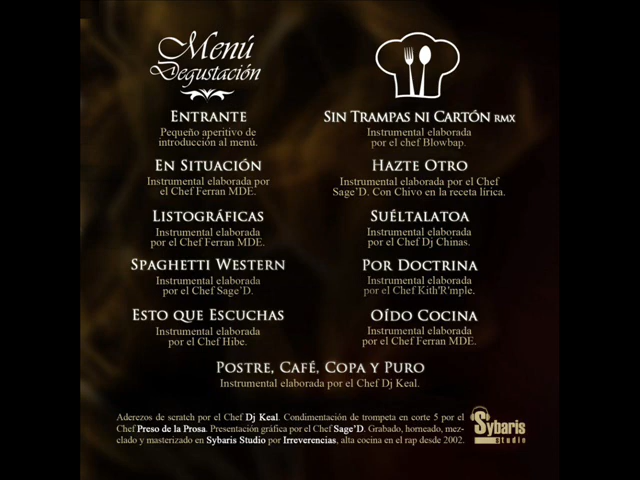 Menú
Degustación
Entrante
Pequeño aperitivo de
introducción al menú.
En Situación
Instrumental elaborada por
el Chef Ferran MDE.
Listográficas
Instrumental elaborada
por el Chef Ferran MDE.
Spaghetti Western
Instrumental elaborada
por el Chef Sage'D.
Esto que Escuchas
Instrumental elaborada
por el Chef Hibe.
Sin Trampas ni Cartón RMX
Instrumental elaborada
por el chef Blowbap.
Hazte Otro
Instrumental elaborada por el Chef
Sage'D. Con Chivo en la receta lírica.
Suéltalatoa
Instrumental elaborada
por el Chef Dj Chinas.
Por Doctrina
Instrumental elaborada
por el Chef Kith'R'mple.
Oído Cocina
Instrumental elaborada
por el Chef Ferran MDE.
Postre, Café, Copa y Puro
Instrumental elaborada por el Chef Dj Keal.
Aderezos de scratch por el Chef Dj Keal. Condimentación de trompeta en corte 5 por el
Chef Preso de la Prosa. Presentación gráfica por el Chef Sage'D. Grabado, horneado, mez-
clado y masterizado en Sybaris Studio por Irreverencias, alta cocina en el rap desde 2002.
Sybaris
Studio